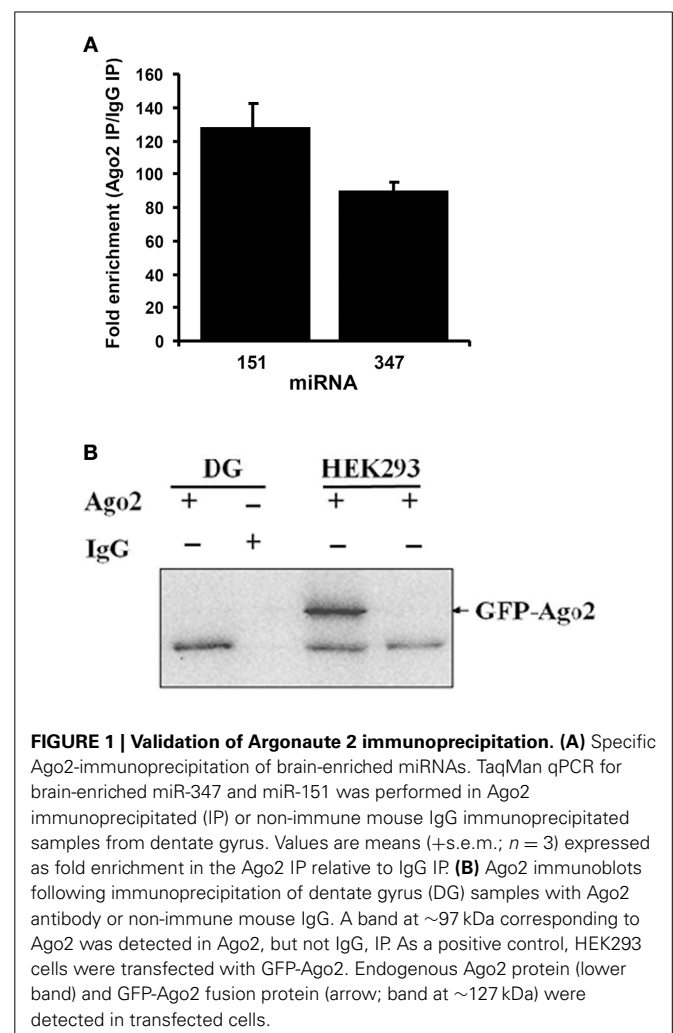 A
Fold enrichment (Ago2 IP/IgG IP)
160
140
120
100
80
60
40
20
0
151 347
miRNA
B
DG HEK293
Ago2 + – + +
IgG – + – –
GFP-Ago2
FIGURE 1 | Validation of Argonaute 2 immunoprecipitation. (A) Specific
Ago2-immunoprecipitation of brain-enriched miRNAs. TaqMan qPCR for
brain-enriched miR-347 and miR-151 was performed in Ago2
immunoprecipitated (IP) or non-immune mouse IgG immunoprecipitated
samples from dentate gyrus. Values are means (+s.e.m.; n = 3) expressed
as fold enrichment in the Ago2 IP relative to IgG IP. (B) Ago2 immunoblots
following immunoprecipitation of dentate gyrus (DG) samples with Ago2
antibody or non-immune mouse IgG. A band at ∼97 kDa corresponding to
Ago2 was detected in Ago2, but not IgG, IP. As a positive control, HEK293
cells were transfected with GFP-Ago2. Endogenous Ago2 protein (lower
band) and GFP-Ago2 fusion protein (arrow; band at ∼127 kDa) were
detected in transfected cells.